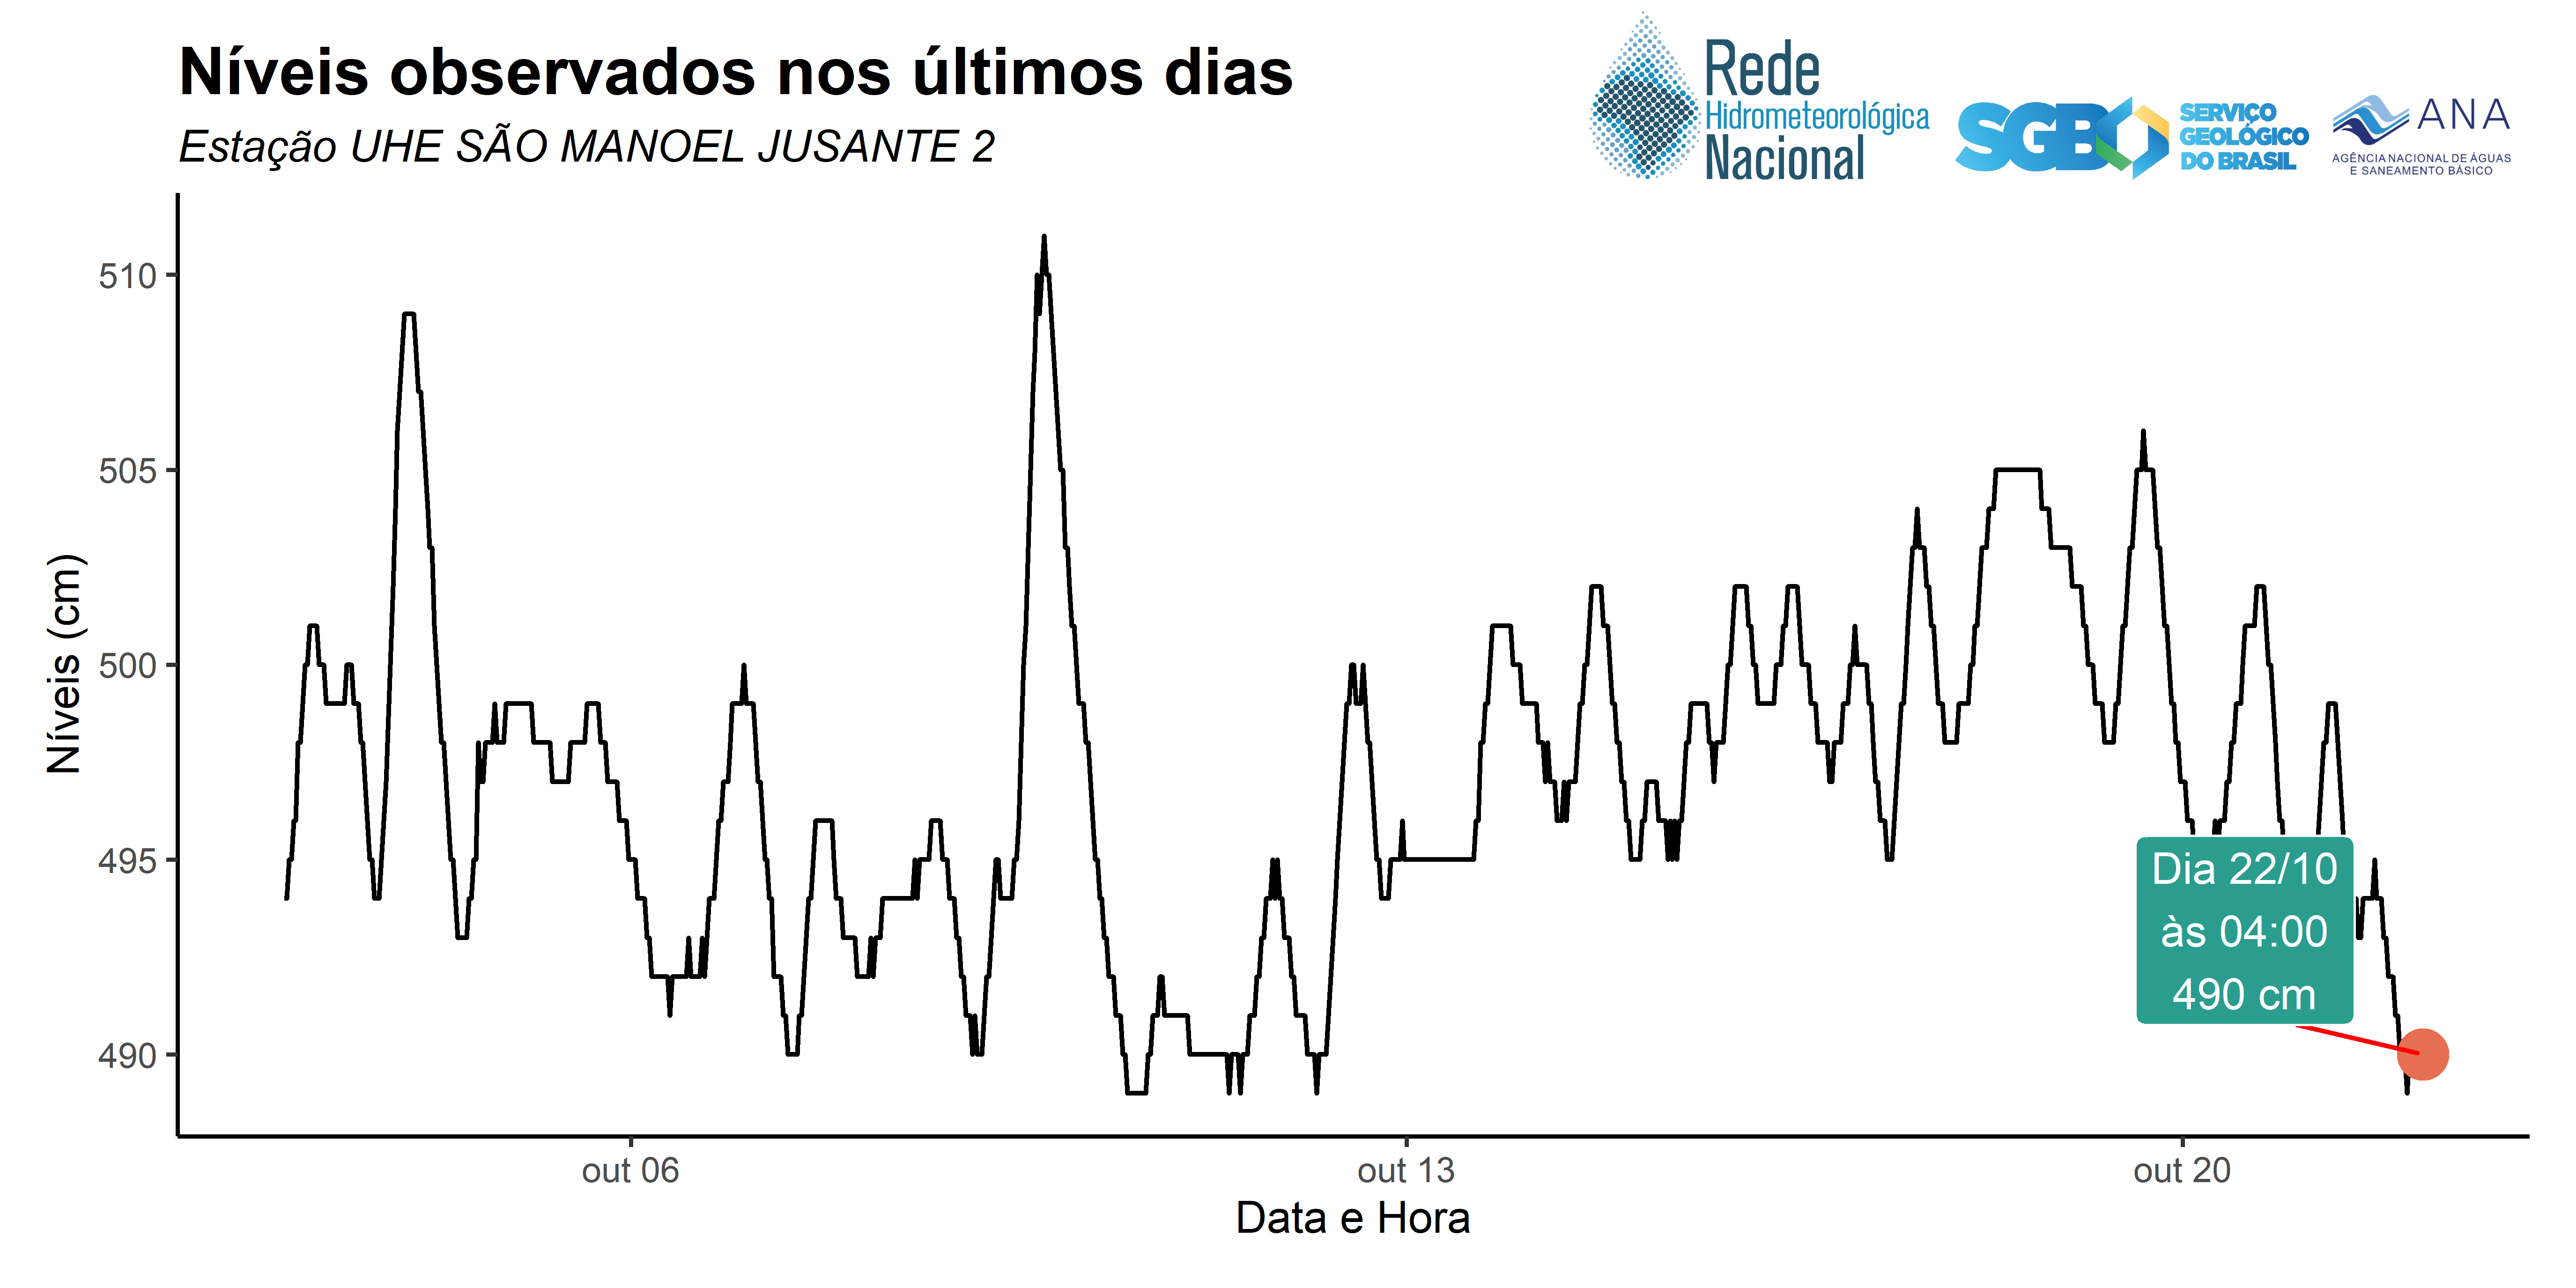 Níveis observados nos últimos dias
Estação UHE SÃO MANOEL JUSANTE 2
Rede
Hidrometeorológica
Nacional
SGB
SERVIÇO
GEOLÓGICO
DO BRASIL
ANA
AGÊNCIA NACIONAL DE ÁGUAS
E SANEAMENTO BÁSICO
Níveis (cm)
510
505
500
495
490
Dia 22/10
às 04:00
490 cm
out 06
out 13
out 20
Data e Hora